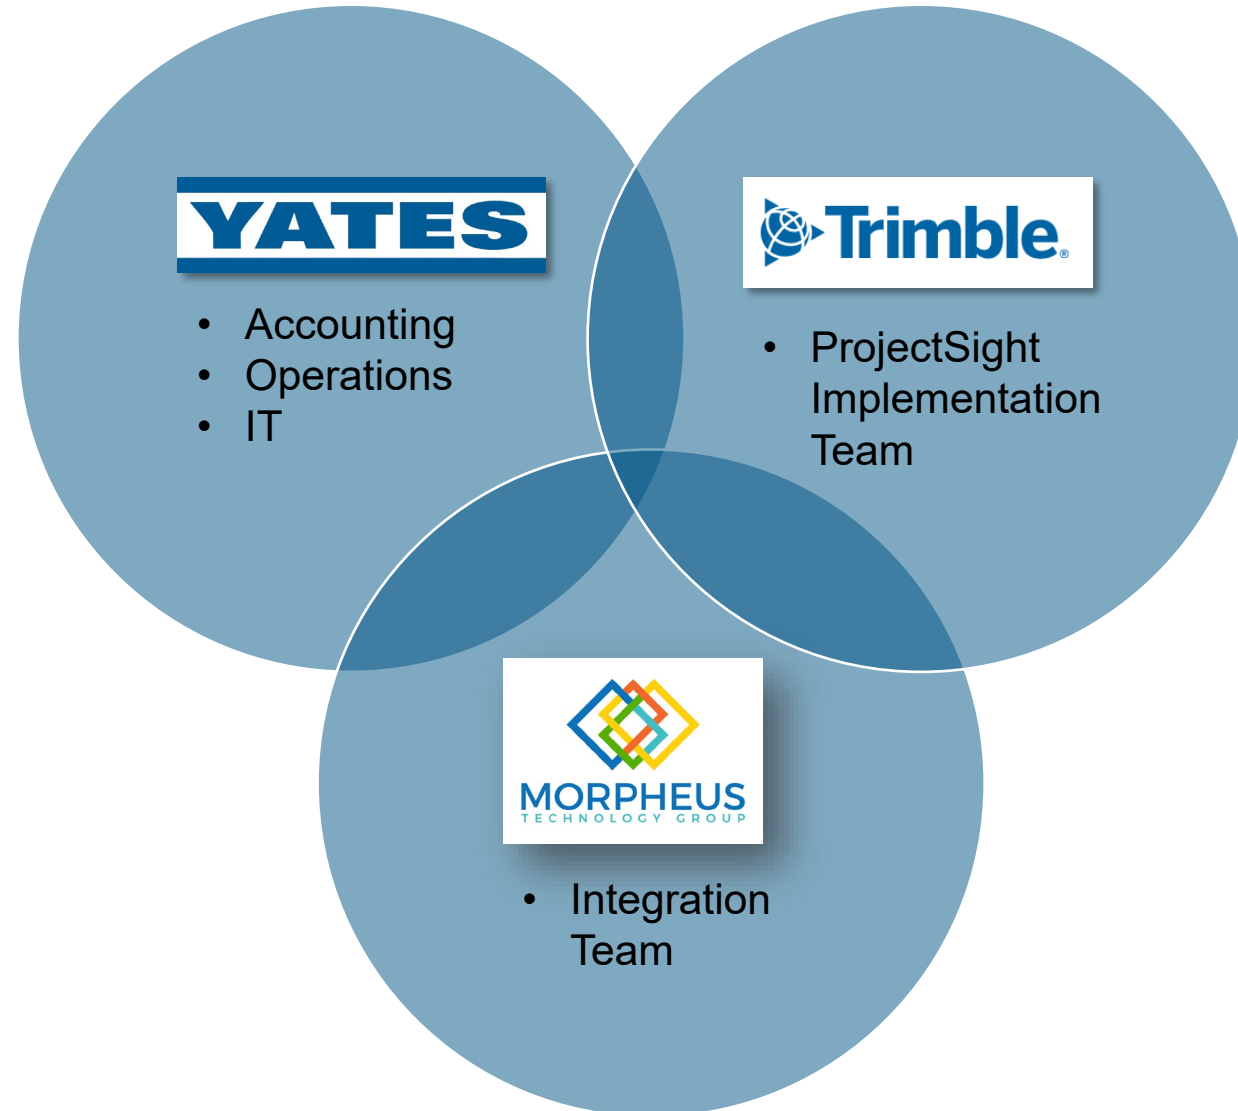 YATES
• Accounting
• Operations
• IT
Trimble®
• ProjectSight
Implementation
Team
MORPHEUS
TECHNOLOGY GROUP
• Integration
Team